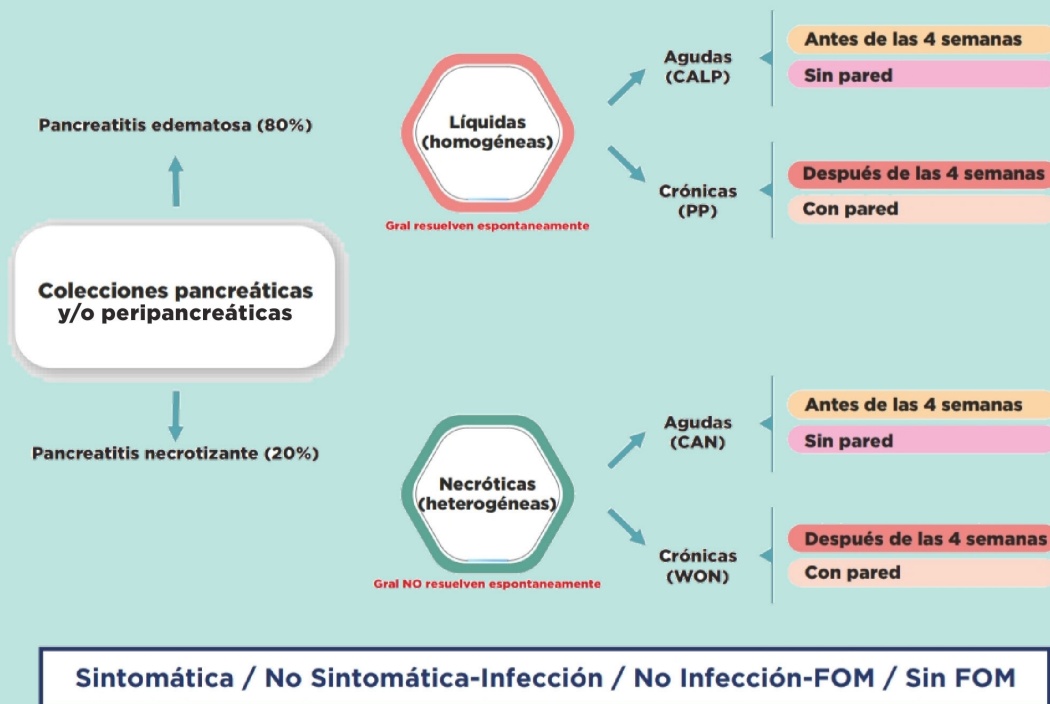 Pancreatitis edematosa (80%)
Colecciones pancreáticas
y/o peripancreáticas
Pancreatitis necrotizante (20%)
Líquidas
(homogéneas)
Gral resuelven espontaneamente
Agudas
(CALP)
Antes de las 4 semanas
Sin pared
Crónicas
(PP)
Después de las 4 semanas
Con pared
Necróticas
(heterogéneas)
Gral NO resuelven espontaneamente
Agudas
(CAN)
Antes de las 4 semanas
Sin pared
Crónicas
(WON)
Después de las 4 semanas
Con pared
Sintomática / No Sintomática-Infección / No Infección-FOM / Sin FOM